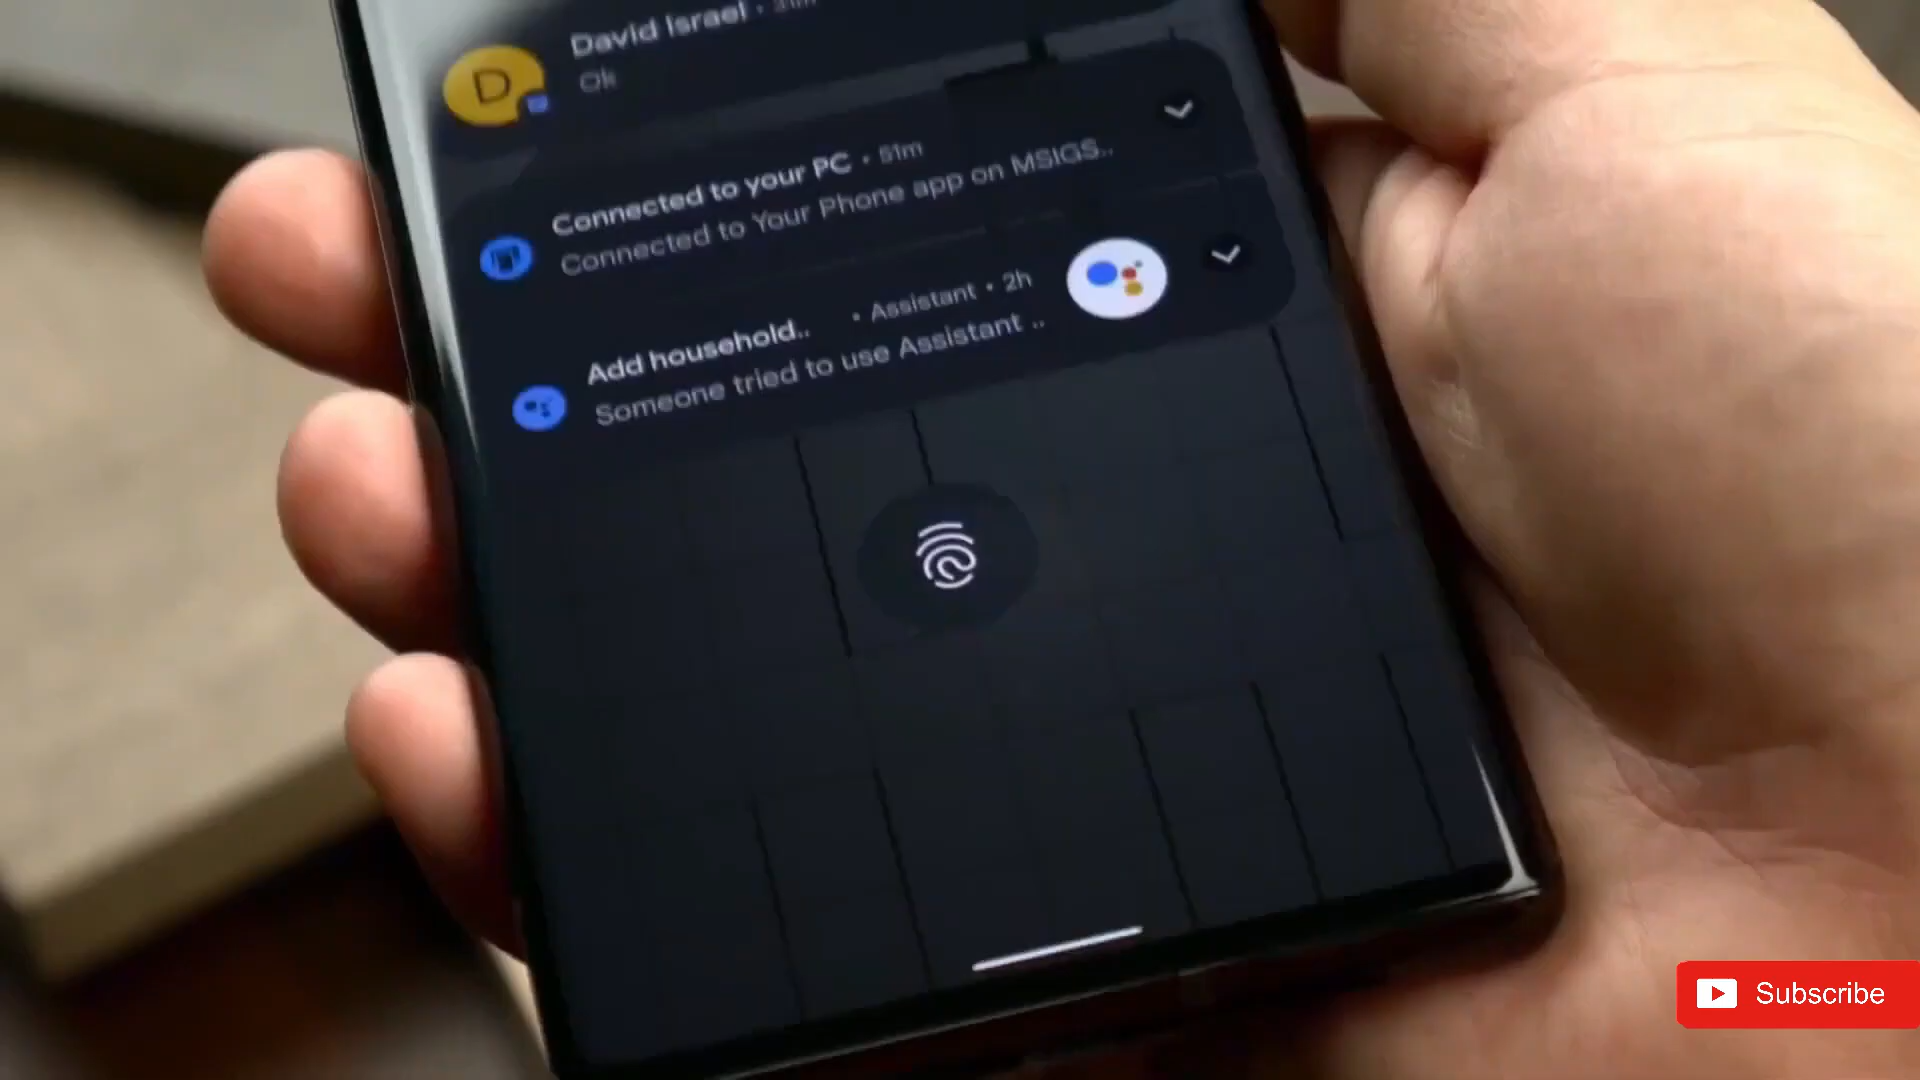 David Israel • 31m
D
Ok
Connected to your PC • 51m
Connected to Your Phone app on MSIGS..
Add household.. • Assistant • 2h
Someone tried to use Assistant ..
Subscribe